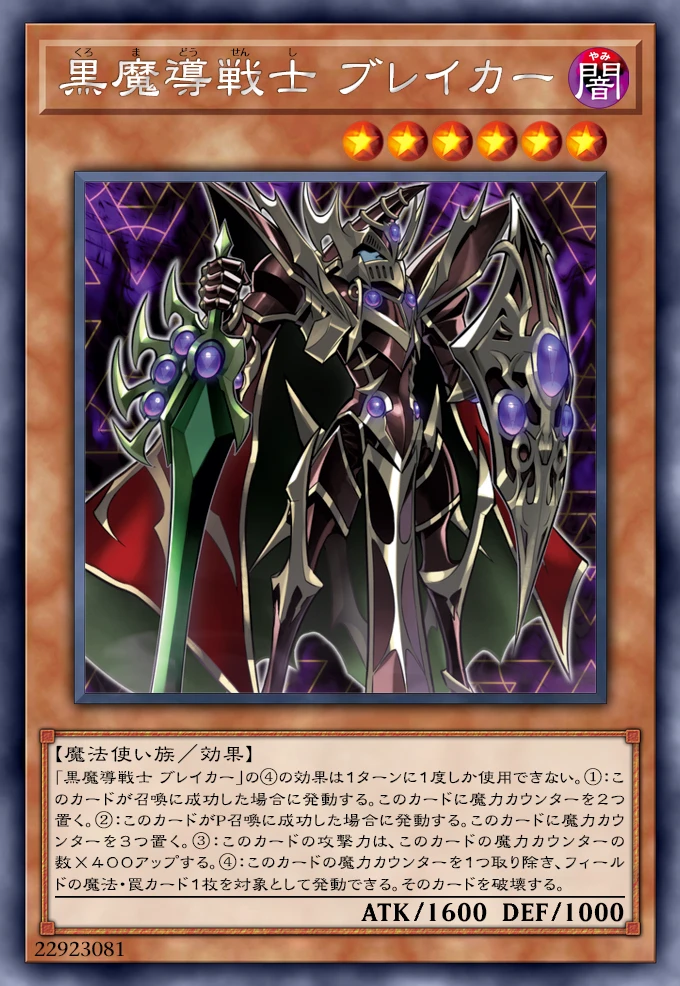 くろ ま どう せん し
黒魔導戦士 ブレイカー
やみ
闇
【魔法使い族／効果】
「黒魔導戦士 ブレイカー」の④の効果は1ターンに1度しか使用できない。①:こ
のカードが召喚に成功した場合に発動する。このカードに魔力カウンターを2つ
置く。②:このカードがP召喚に成功した場合に発動する。このカードに魔力カウ
ンターを3つ置く。③:このカードの攻撃力は、このカードの魔力カウンターの
数×400アップする。④:このカードの魔力カウンターを1つ取り除き、フィール
ドの魔法・罠カード1枚を対象として発動できる。そのカードを破壊する。
ATK/1600 DEF/1000
22923081